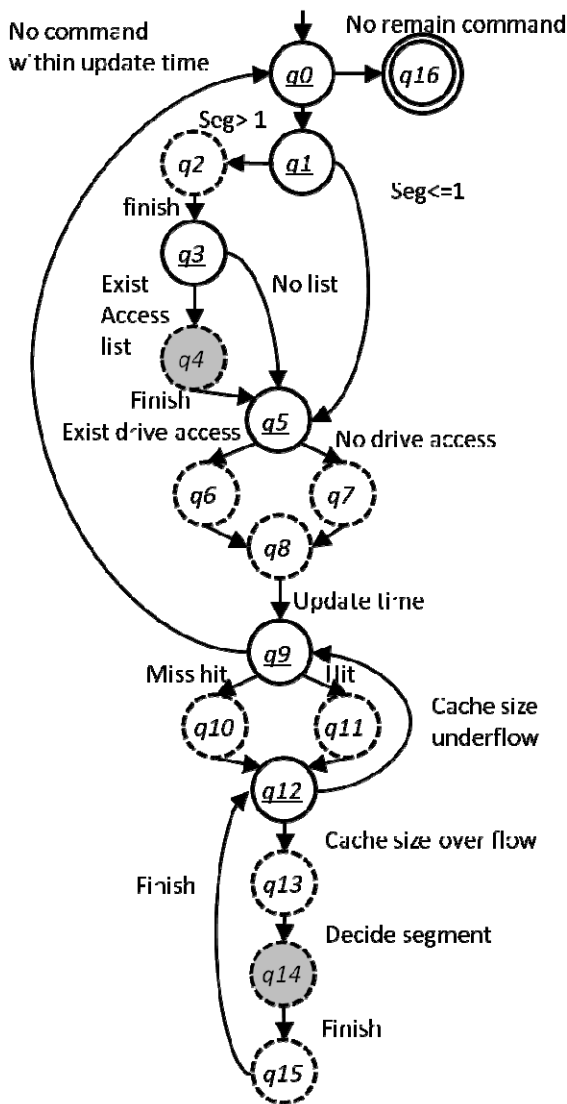 No command
within update time
No remain command
q0
q16
Seg> 1
q2
q1
Seg<=1
finish
q3
Exist
Access
list
No list
q4
Finish
Exist drive access
q5
No drive access
q6
q7
q8
Update time
q9
Miss hit
q10
q11
Cache size
underflow
q12
Cache size over flow
Finish
q13
Decide segment
q14
Finish
q15